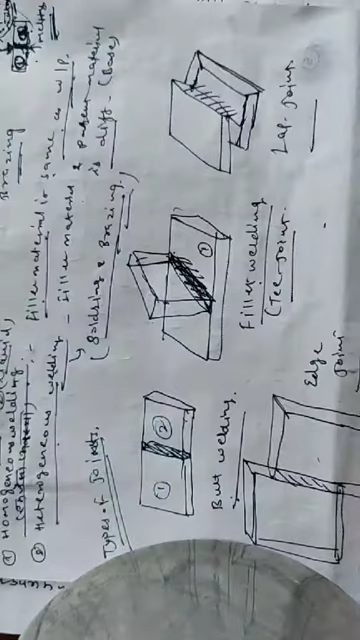 Brazing
① Homogeneous welding :- Filler material is same as w/p.
② Heterogeneous welding - Filler material & parent material is diff. (Base)
(Soldring & Brazing)
Types of Joints.
① ②
Butt welding.
①
Fillet welding
(Tee-Joint.
Lap-Joint.
Edge
Joint